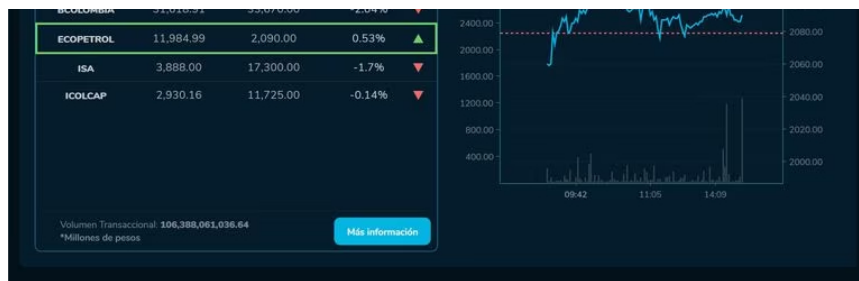 BCOLOMBIA -2.04%
ECOPETROL 11,984.99 2,090.00 0.53%
ISA 3,888.00 17,300.00 -1.7%
ICOLCAP 2,930.16 11,725.00 -0.14%
Volumen Transaccional: 106,388,061,036.64
*Millones de pesos
Más información
2400.00
2000.00
1600.00
1200.00
800.00
400.00
2080.00
2060.00
2040.00
2020.00
2000.00
09:42 11:05 14:09